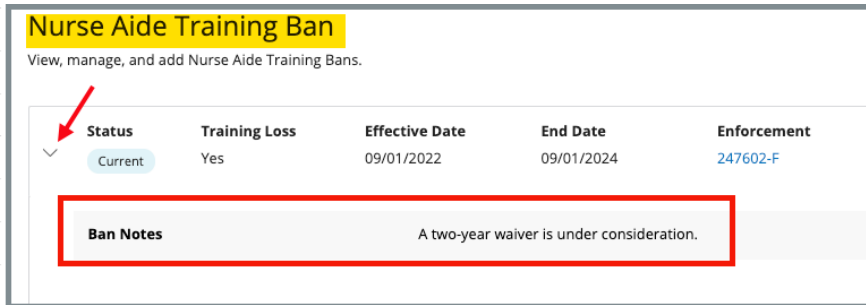 Nurse Aide Training Ban
View, manage, and add Nurse Aide Training Bans.
Status Training Loss Effective Date End Date Enforcement
Current Yes 09/01/2022 09/01/2024 247602-F
Ban Notes A two-year waiver is under consideration.